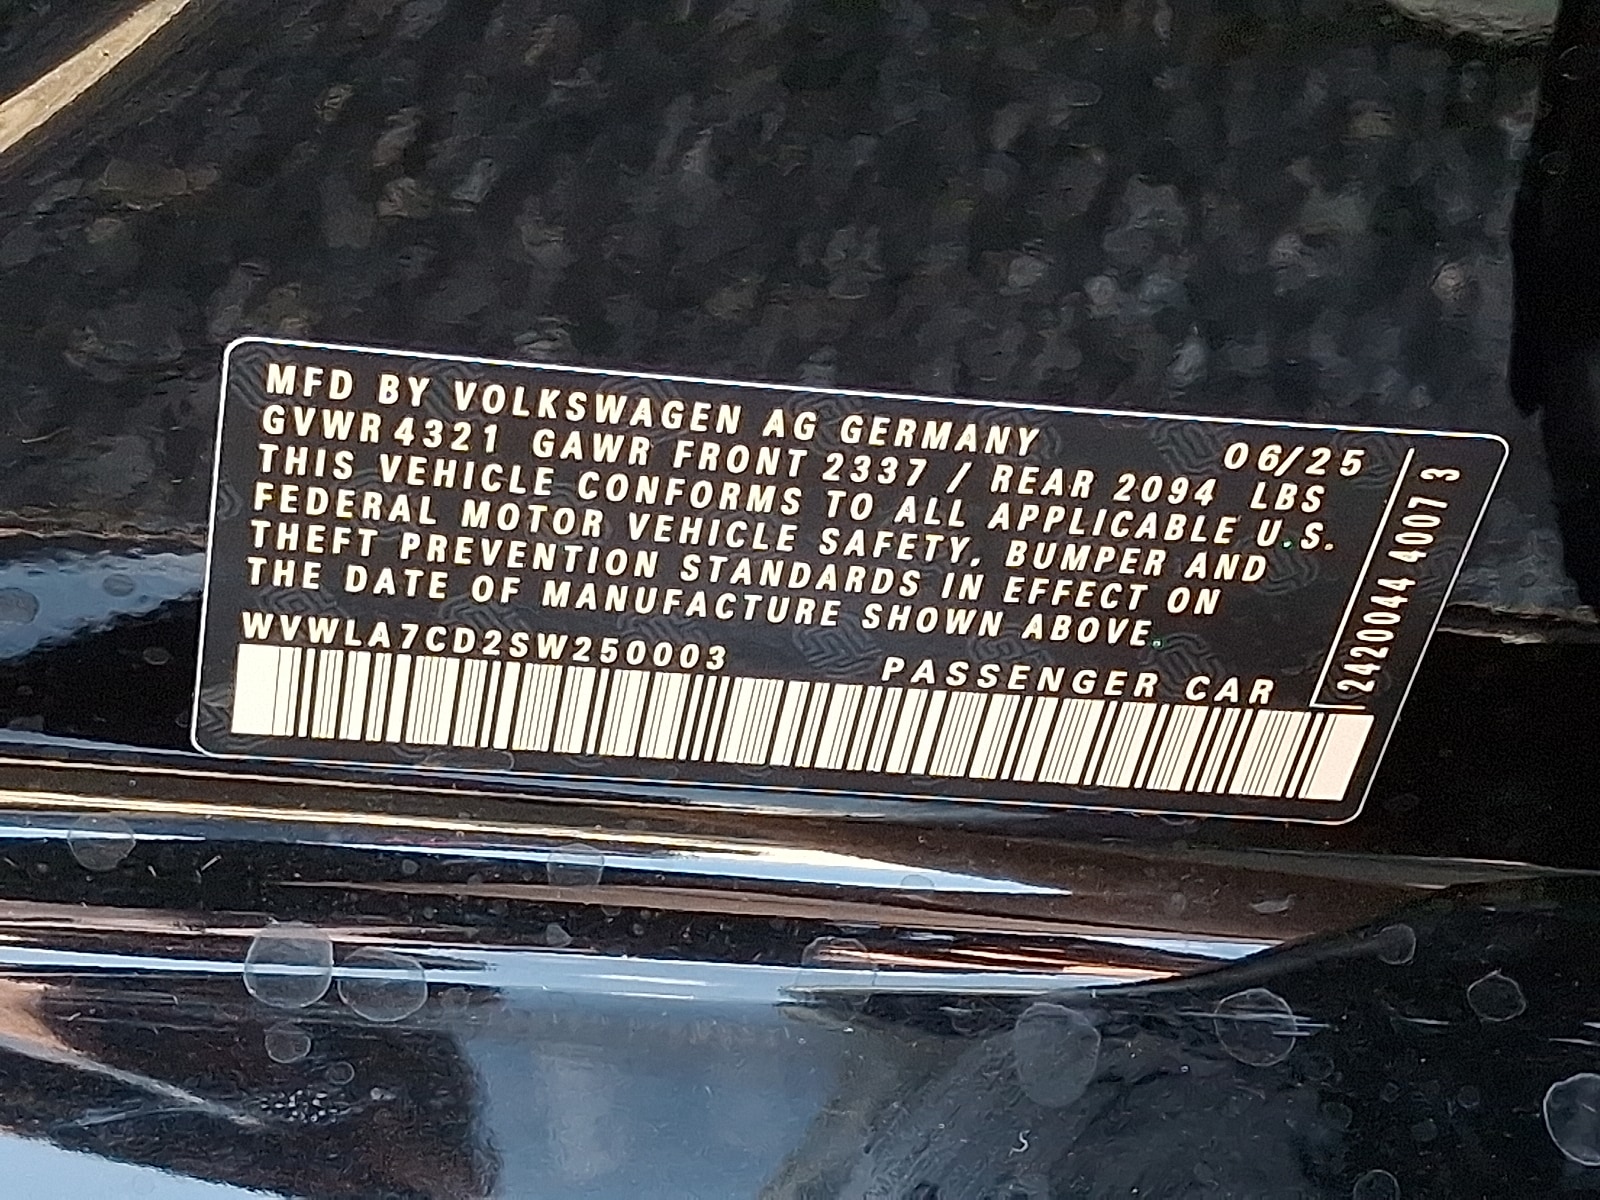 MFD BY VOLKSWAGEN AG GERMANY 06/25
GVWR 4321 GAWR FRONT 2337 / REAR 2094 LBS
THIS VEHICLE CONFORMS TO ALL APPLICABLE U.S.
FEDERAL MOTOR VEHICLE SAFETY, BUMPER AND
THEFT PREVENTION STANDARDS IN EFFECT ON
THE DATE OF MANUFACTURE SHOWN ABOVE.
WVWLA7CD2SW250003 PASSENGER CAR
2420044 4007 3